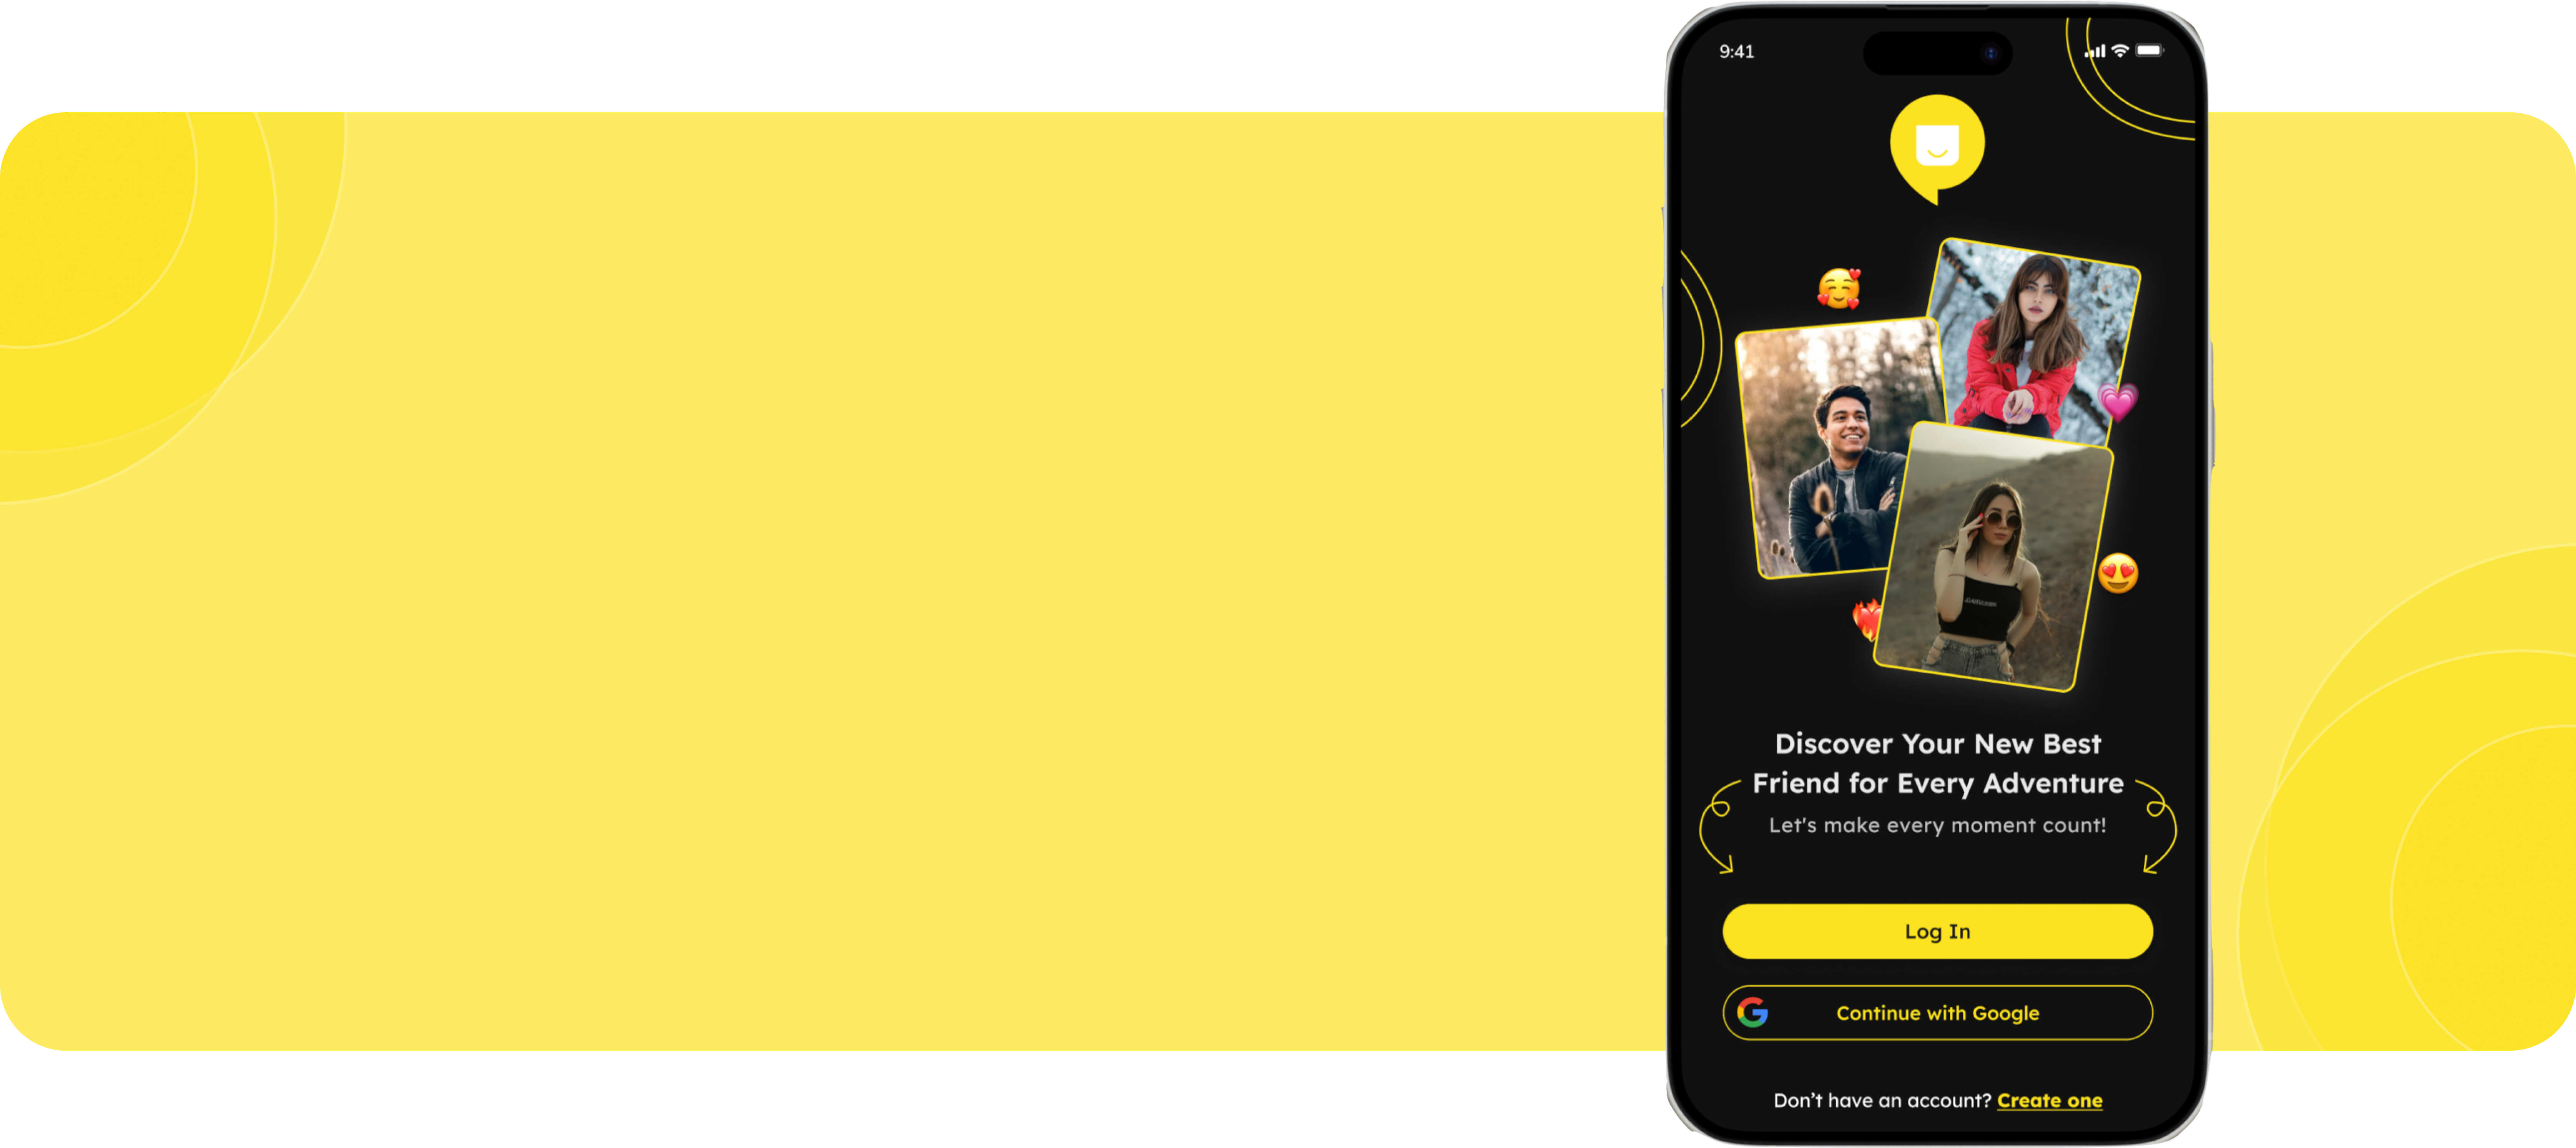 9:41
Discover Your New Best
Friend for Every Adventure
Let's make every moment count!
Log In
Continue with Google
Don’t have an account? Create one